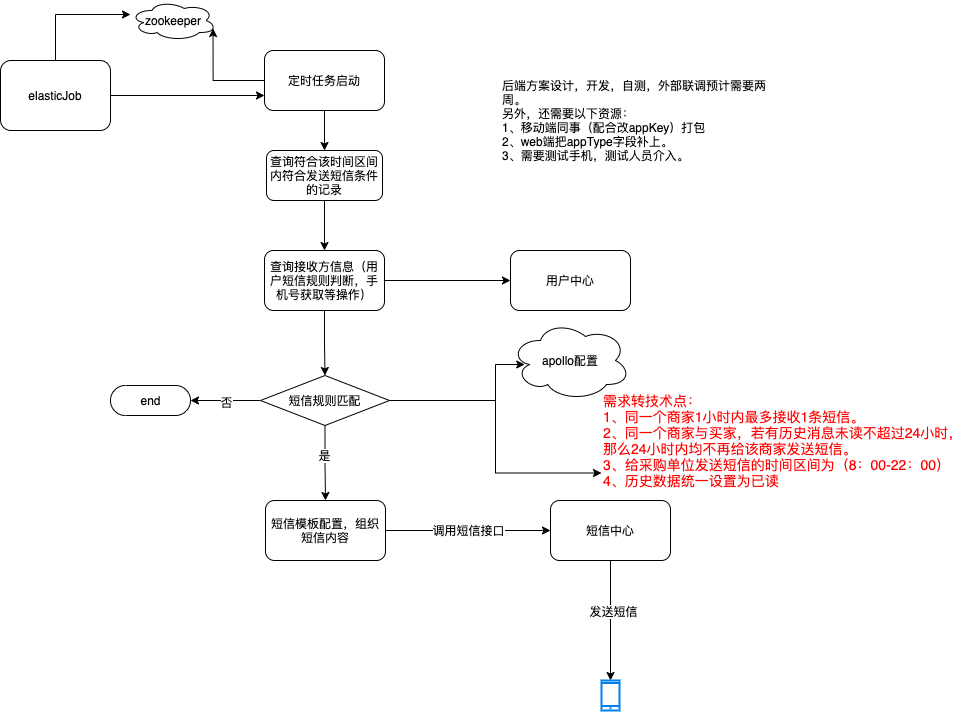 zookeeper
elasticJob
定时任务启动
后端方案设计，开发，自测，外部联调预计需要两
周。
另外，还需要以下资源：
1、移动端同事（配合改appKey）打包
2、web端把appType字段补上。
3、需要测试手机，测试人员介入。
查询符合该时间区间
内符合发送短信条件
的记录
查询接收方信息（用
户短信规则判断，手
机号获取等操作）
用户中心
apollo配置
end
否
短信规则匹配
需求转技术点：
1、同一个商家1小时内最多接收1条短信。
2、同一个商家与买家，若有历史消息未读不超过24小时，
那么24小时内均不再给该商家发送短信。
3、给采购单位发送短信的时间区间为（8：00-22：00）
4、历史数据统一设置为已读
是
短信模板配置，组织
短信内容
调用短信接口
短信中心
发送短信